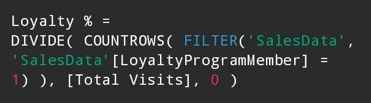 Loyalty % =
DIVIDE( COUNTROWS( FILTER('SalesData',
'SalesData'[LoyaltyProgramMember] =
1) ), [Total Visits], 0 )